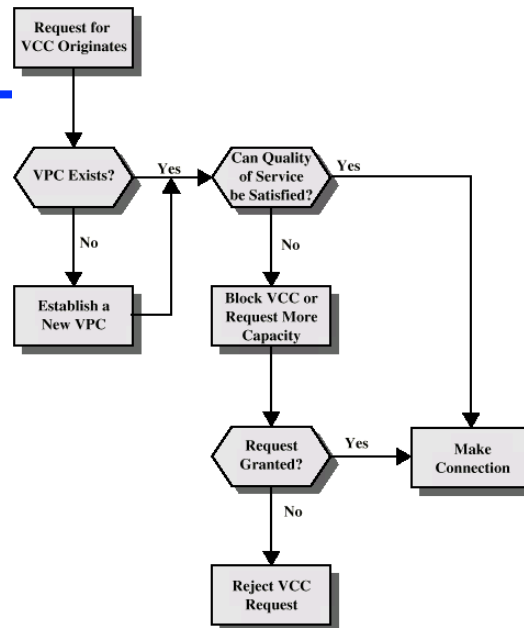 Request for
VCC Originates
VPC Exists?
Yes
Can Quality
of Service
be Satisfied?
Yes
No
No
Establish a
New VPC
Block VCC or
Request More
Capacity
Request
Granted?
Yes
Make
Connection
No
Reject VCC
Request